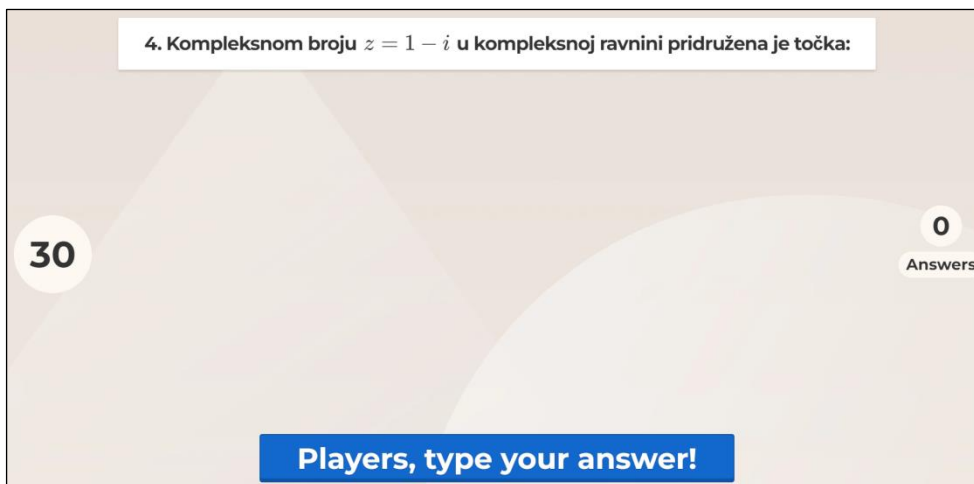 4. Kompleksnom broju z = 1 − i u kompleksnoj ravnini pridružena je točka:
30
0
Answers
Players, type your answer!